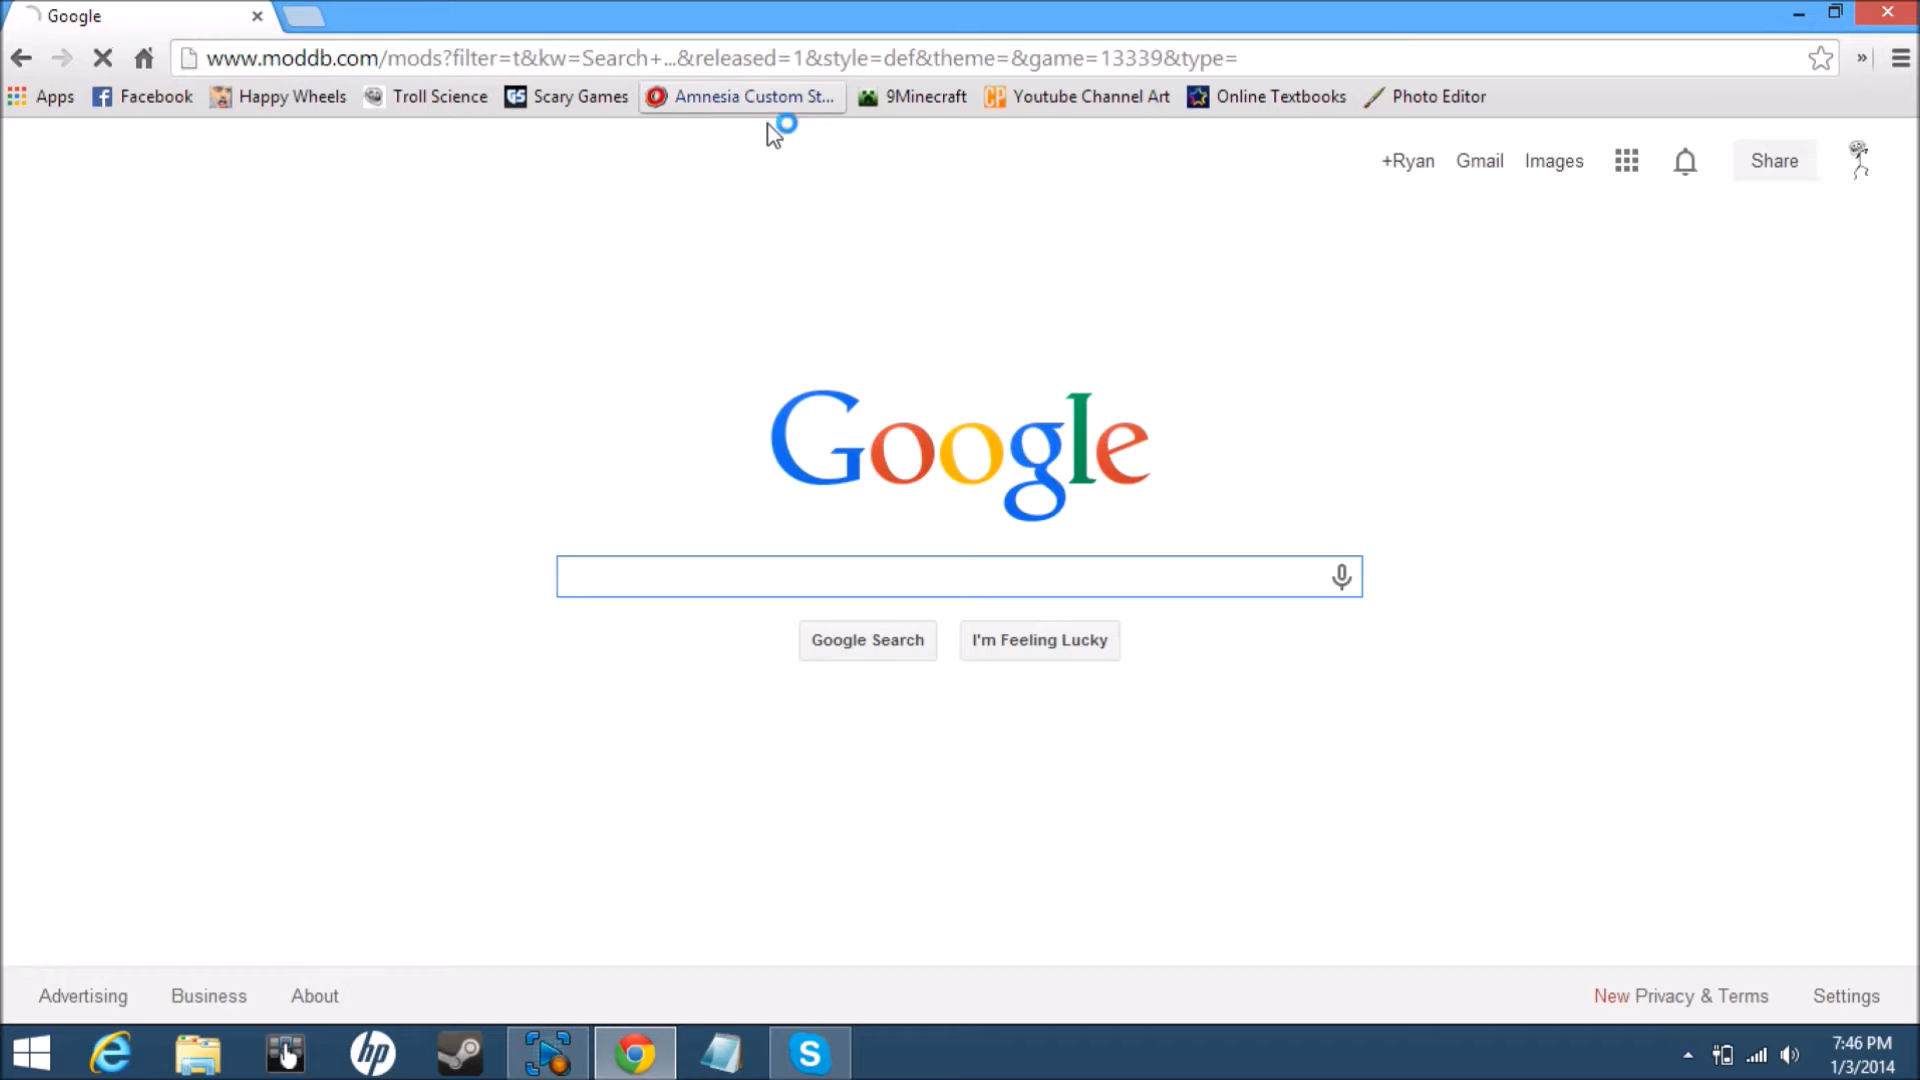 Google
www.moddb.com/mods?filter=t&kw=Search+...&released=1&style=def&theme=&game=13339&type=
Apps Facebook Happy Wheels Troll Science Scary Games Amnesia Custom St... 9Minecraft Youtube Channel Art Online Textbooks Photo Editor
+Ryan Gmail Images Share
Google
Google Search I'm Feeling Lucky
Advertising Business About New Privacy & Terms Settings
7:46 PM
1/3/2014